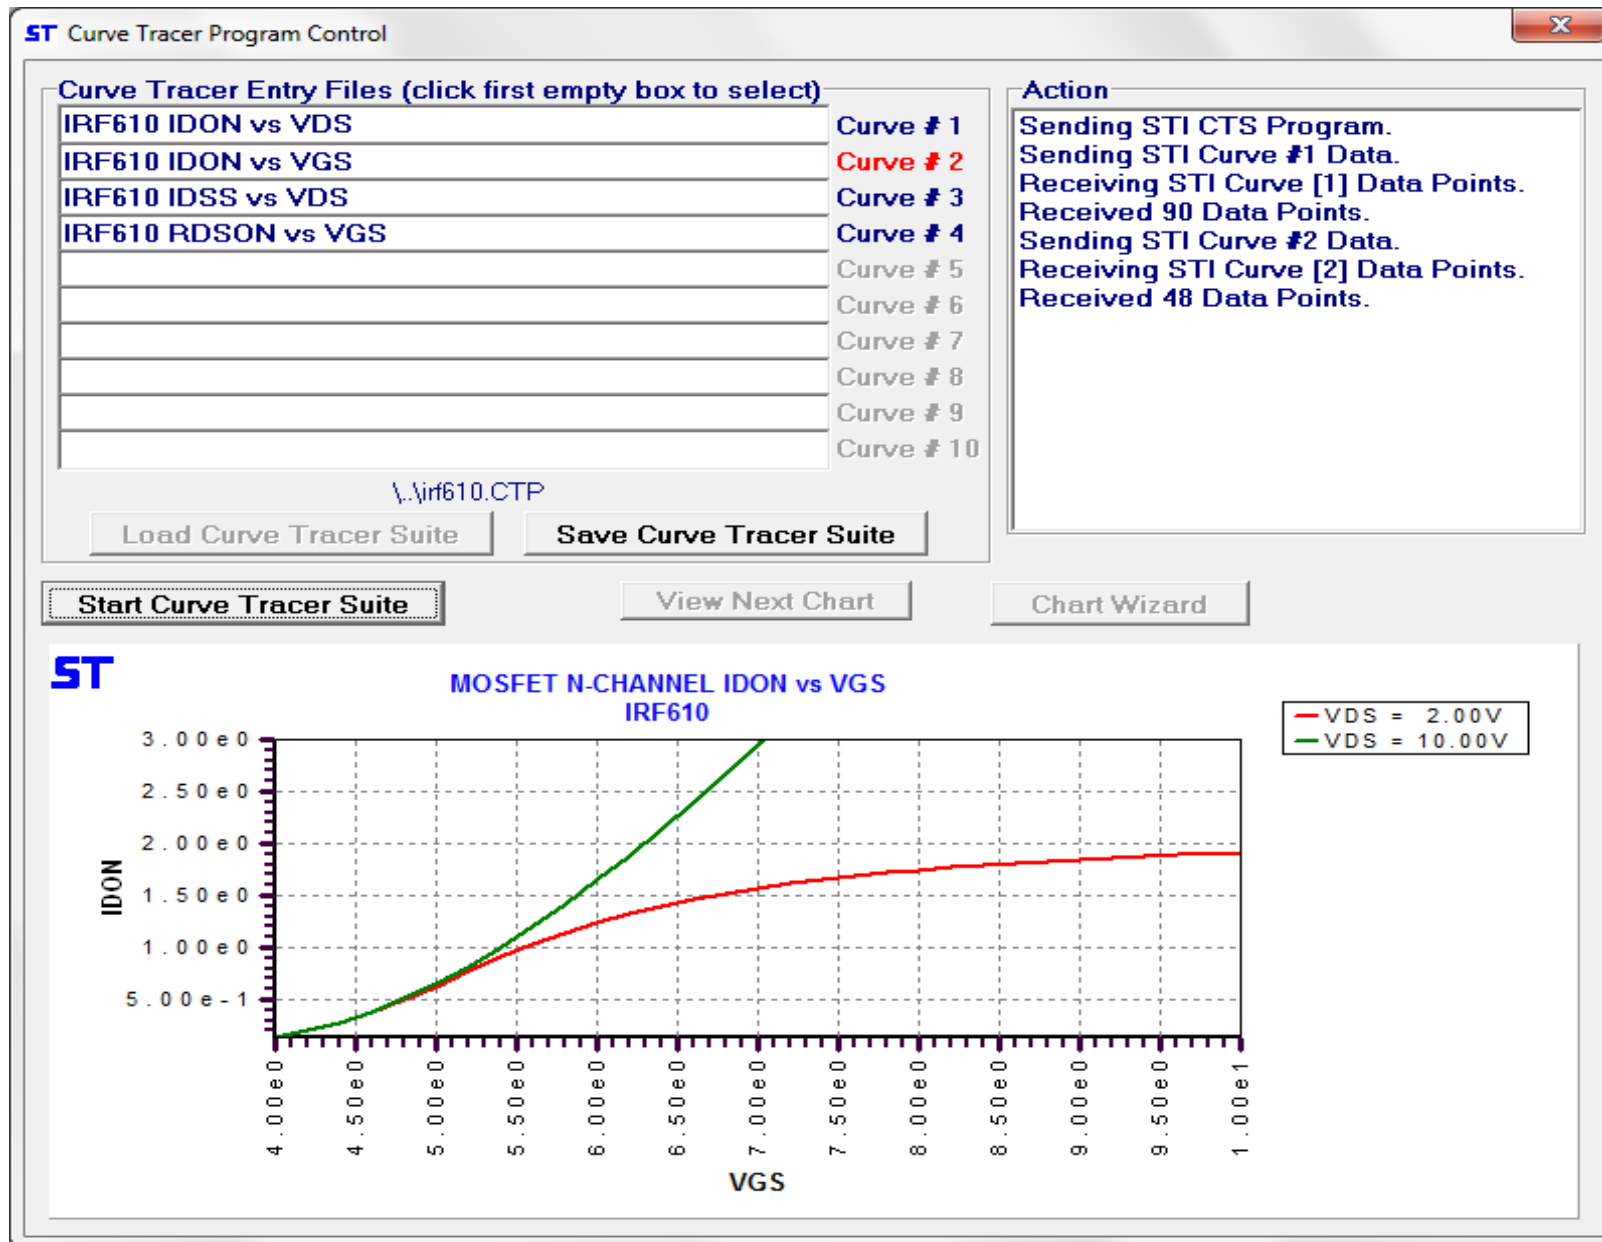 ST Curve Tracer Program Control
Curve Tracer Entry Files (click first empty box to select)
IRF610 IDON vs VDS Curve # 1
IRF610 IDON vs VGS Curve # 2
IRF610 IDSS vs VDS Curve # 3
IRF610 RDSON vs VGS Curve # 4
Curve # 5
Curve # 6
Curve # 7
Curve # 8
Curve # 9
Curve # 10
\..\irf610.CTP
Load Curve Tracer Suite
Save Curve Tracer Suite
Action
Sending STI CTS Program.
Sending STI Curve #1 Data.
Receiving STI Curve [1] Data Points.
Received 90 Data Points.
Sending STI Curve #2 Data.
Receiving STI Curve [2] Data Points.
Received 48 Data Points.
Start Curve Tracer Suite
View Next Chart
Chart Wizard
ST
MOSFET N-CHANNEL IDON vs VGS
IRF610
VDS = 2.00V
VDS = 10.00V
3.00e0
2.50e0
2.00e0
1.50e0
1.00e0
5.00e-1
IDON
4.00e0
4.50e0
5.00e0
5.50e0
6.00e0
6.50e0
7.00e0
7.50e0
8.00e0
8.50e0
9.00e0
9.50e0
1.00e1
VGS